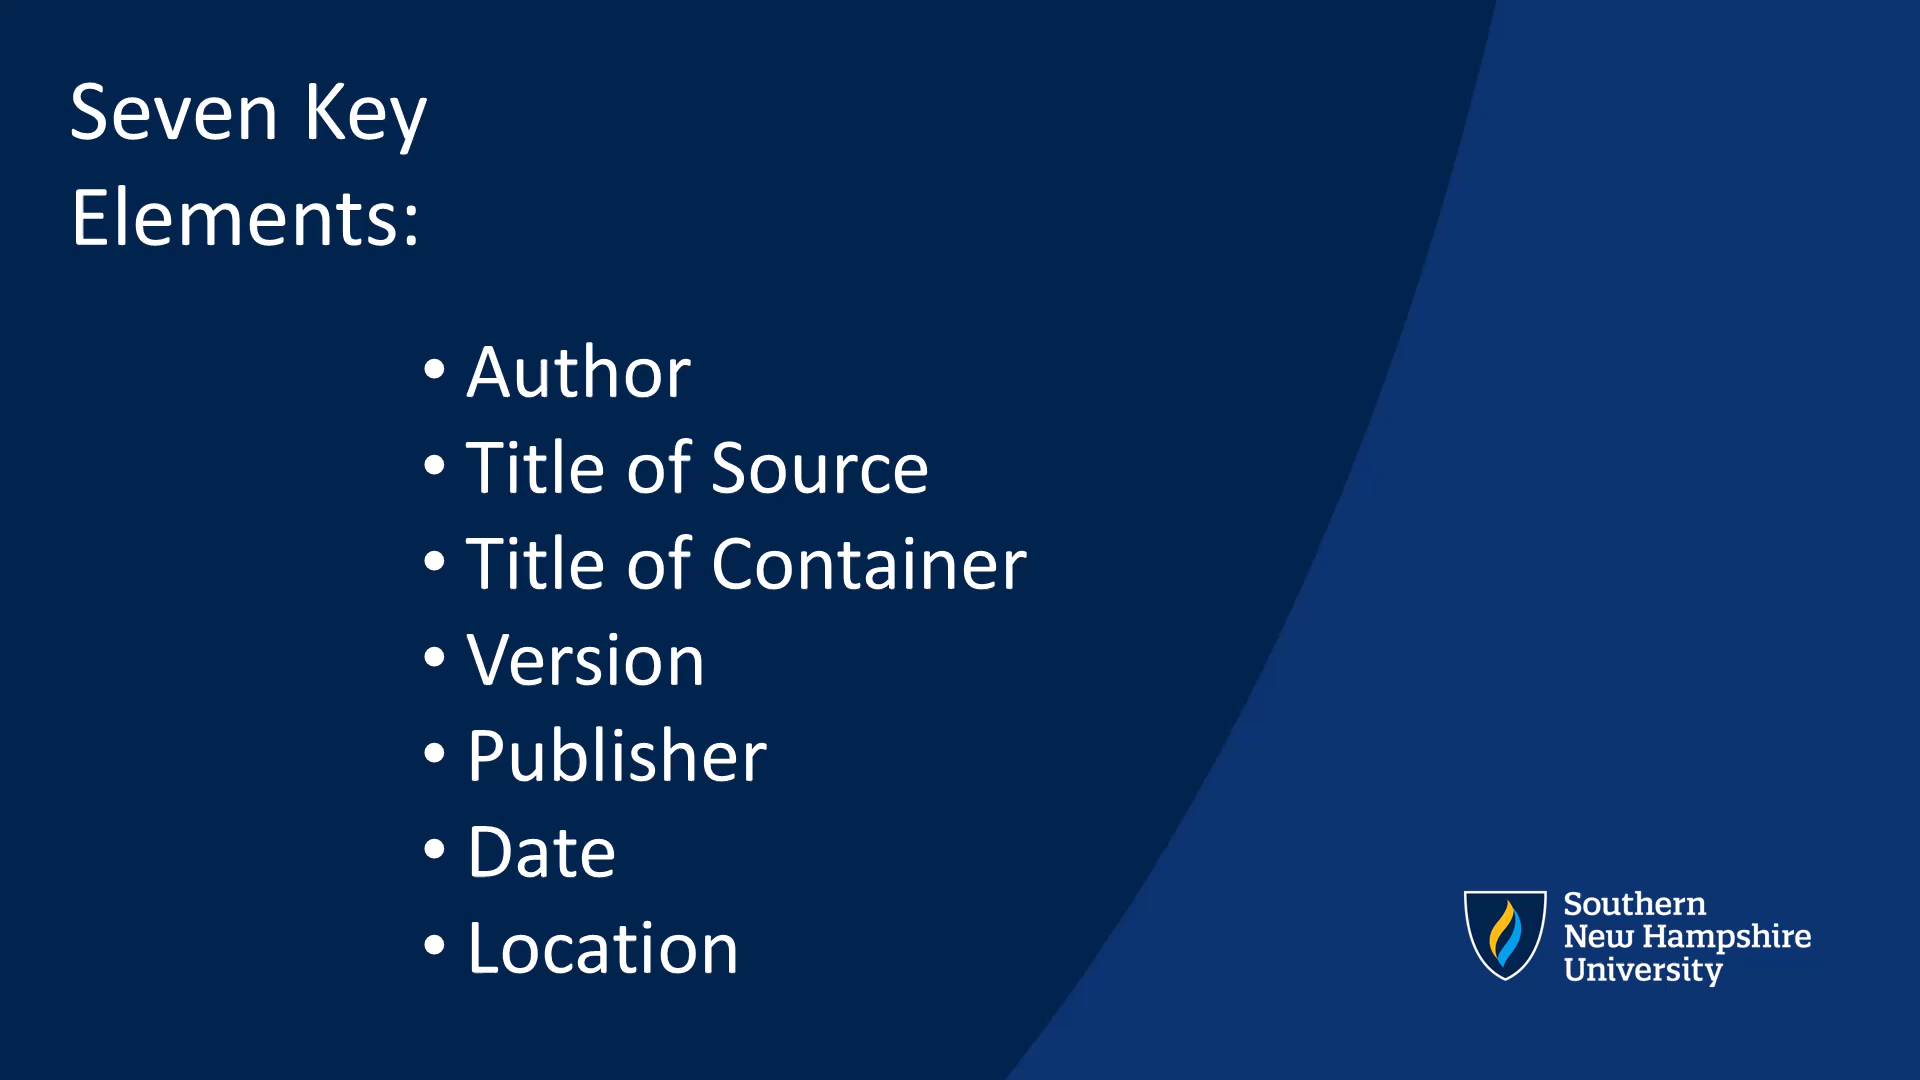 Seven Key
Elements:
• Author
• Title of Source
• Title of Container
• Version
• Publisher
• Date
• Location
Southern
New Hampshire
University